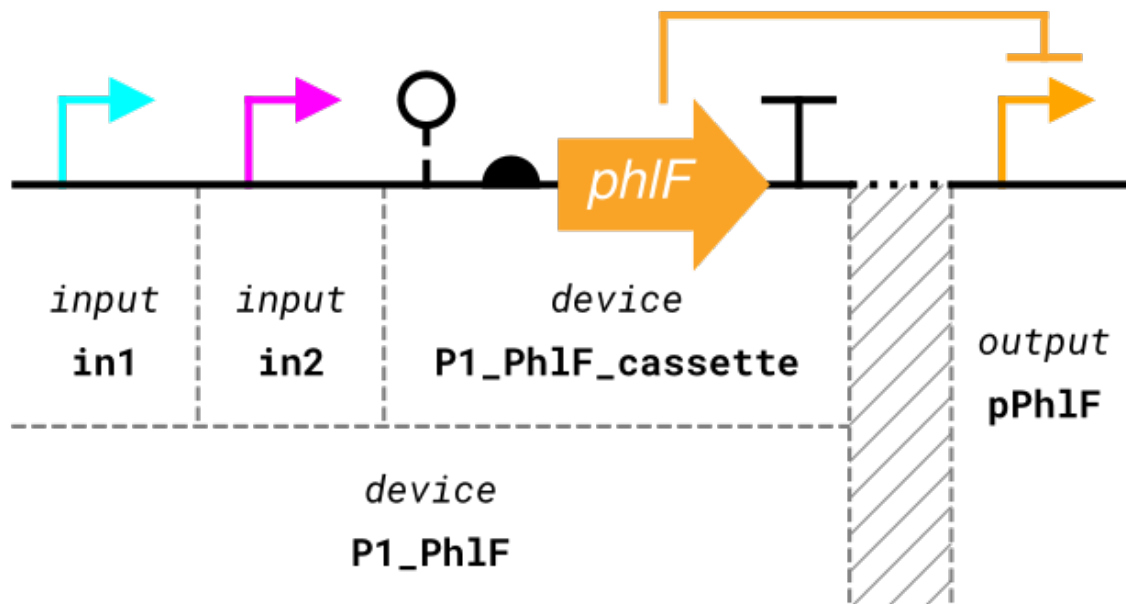 phlF
input
in1
input
in2
device
P1_PhlF_cassette
output
pPhlF
device
P1_PhlF